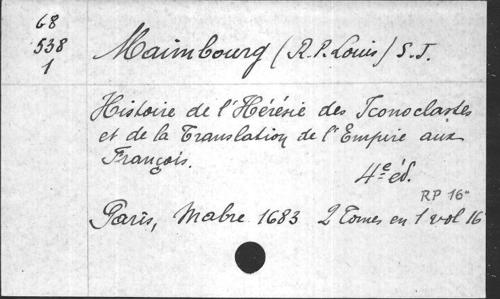 68
538
1
Maimbourg (R.P. Louis) S.J.
Histoire de l'Hérésie des Iconoclastes
et de la Translation de l'Empire aux
François.
4e éd.
RP 16°
Paris, Mabre 1683 2 Tomes en 1 vol 16